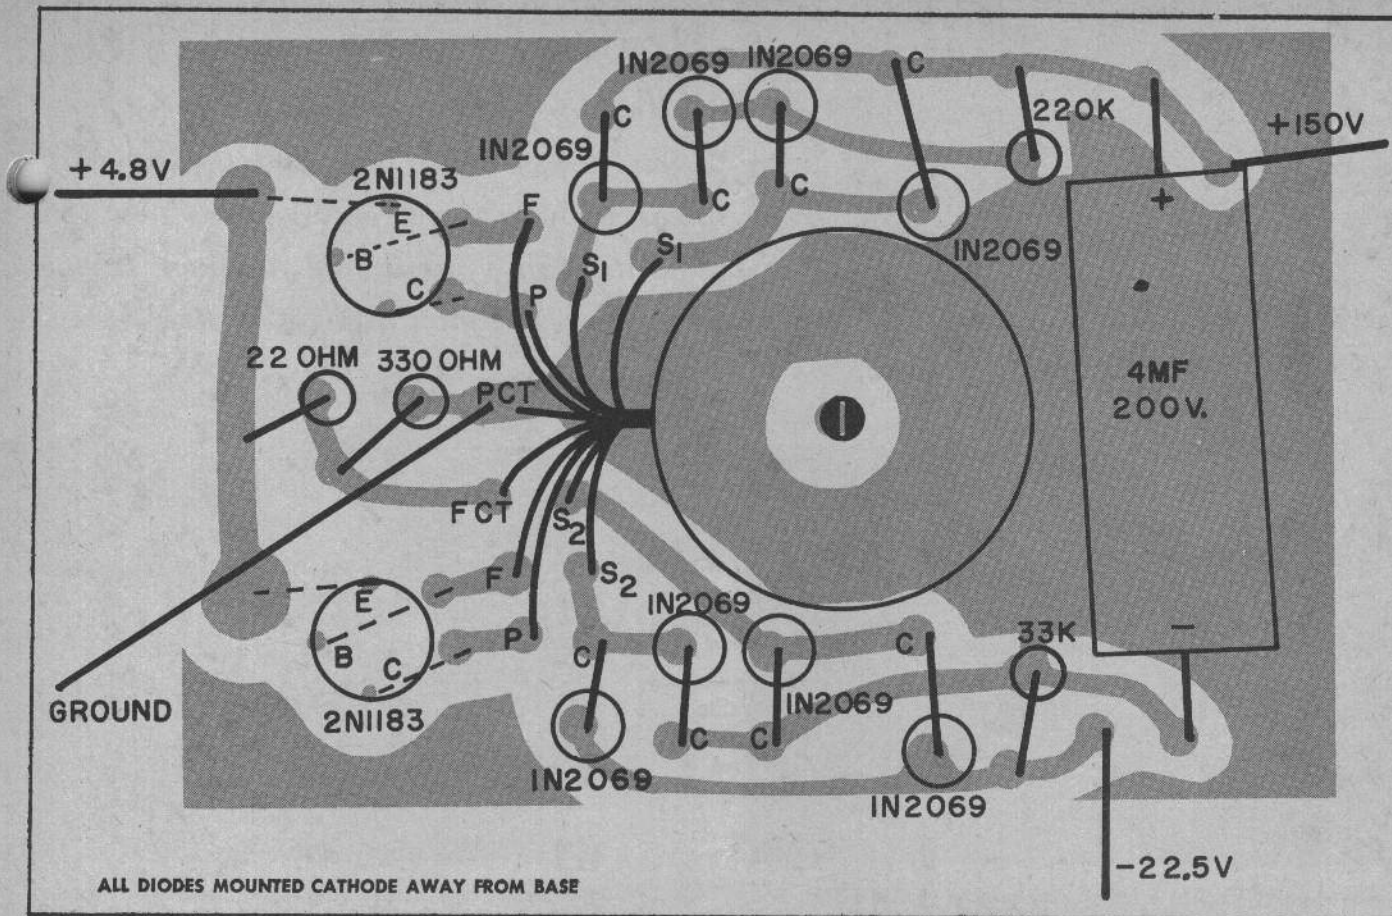 IN2069
IN2069
C
C
220K
+150V
+4.8V
2N1183
IN2069
E
F
C
C
+
B
S1
S1
IN2069
C
P
22 OHM
330 OHM
PCT
4MF
200V.
FCT
S2
E
F
S2
IN2069
33K
–
B
C
P
C
C
GROUND
2N1183
IN2069
C
C
IN2069
IN2069
-22.5V
ALL DIODES MOUNTED CATHODE AWAY FROM BASE